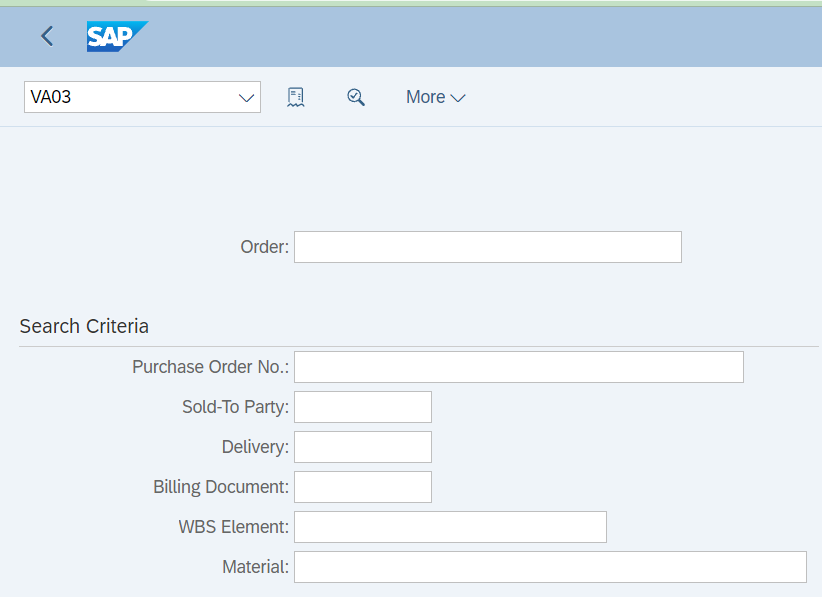 SAP
VA03 More
Order:
Search Criteria
Purchase Order No.:
Sold-To Party:
Delivery:
Billing Document:
WBS Element:
Material: